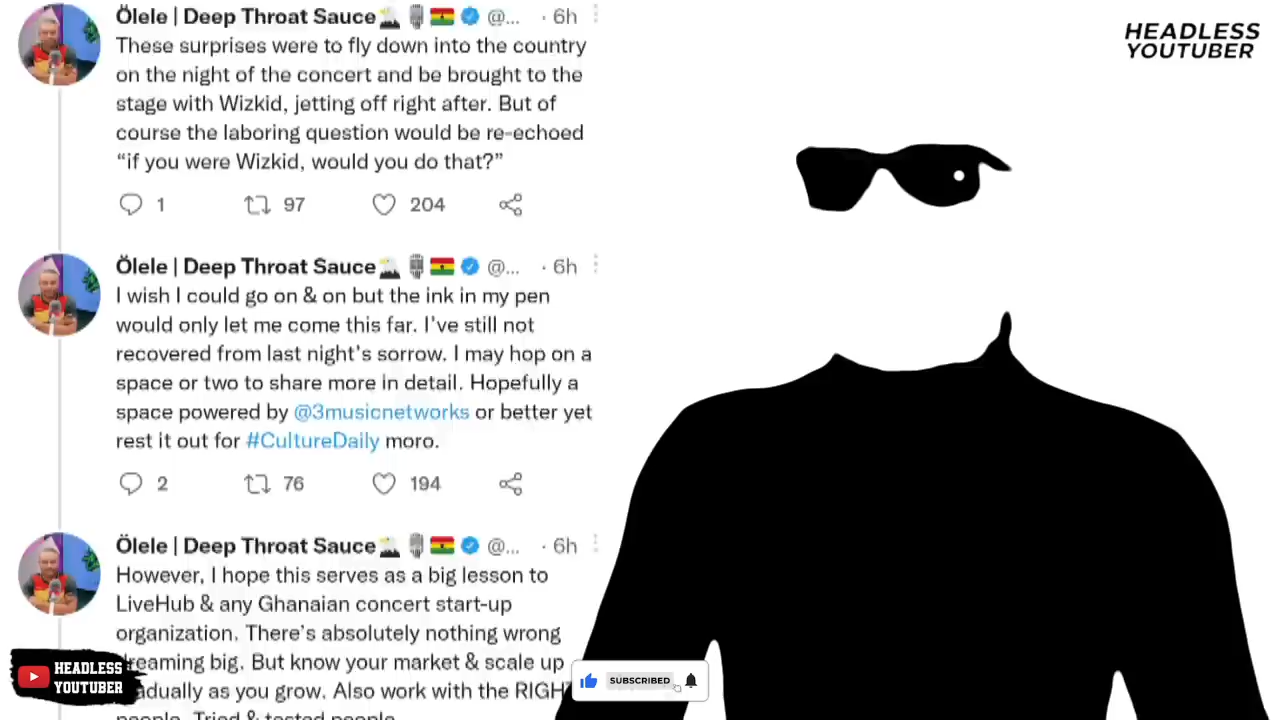 Ölele | Deep Throat Sauce @... · 6h
These surprises were to fly down into the country
on the night of the concert and be brought to the
stage with Wizkid, jetting off right after. But of
course the laboring question would be re-echoed
“if you were Wizkid, would you do that?”
1 97 204
Ölele | Deep Throat Sauce @... · 6h
I wish I could go on & on but the ink in my pen
would only let me come this far. I've still not
recovered from last night's sorrow. I may hop on a
space or two to share more in detail. Hopefully a
space powered by @3musicnetworks or better yet
rest it out for #CultureDaily moro.
2 76 194
Ölele | Deep Throat Sauce @... · 6h
However, I hope this serves as a big lesson to
LiveHub & any Ghanaian concert start-up
organization. There's absolutely nothing wrong
dreaming big. But know your market & scale up
gradually as you grow. Also work with the RIGHT
people. Tried & tested people
HEADLESS
YOUTUBER
HEADLESS
YOUTUBER
SUBSCRIBED